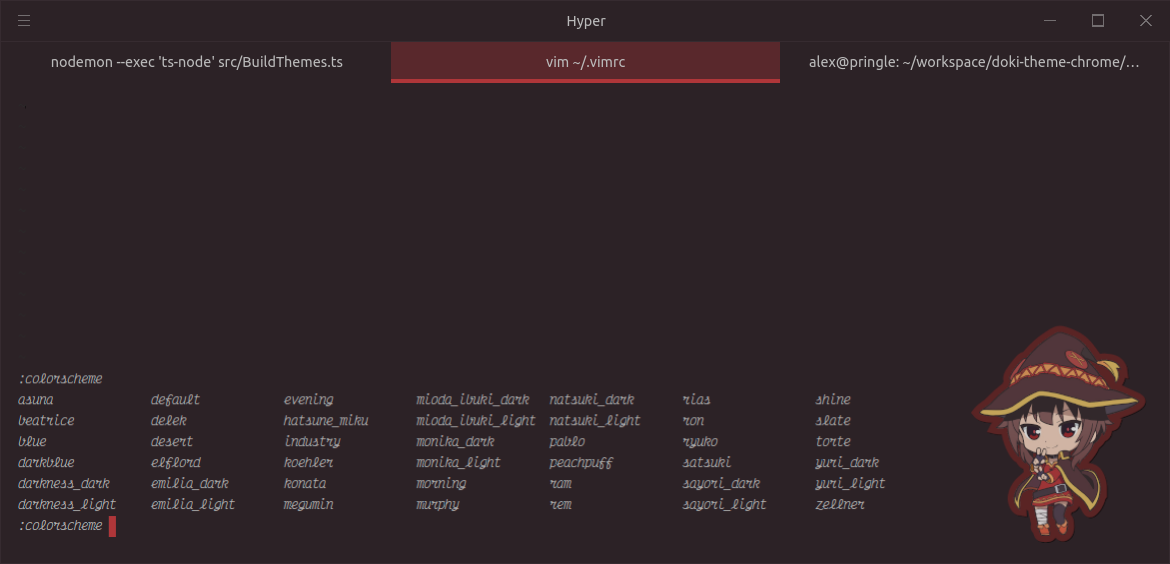 Hyper
nodemon --exec 'ts-node' src/BuildThemes.ts vim ~/.vimrc alex@pringle: ~/workspace/doki-theme-chrome/…
:colorscheme
asuna default evening mioda_ibuki_dark natsuki_dark rias shine
beatrice delek hatsune_miku mioda_ibuki_light natsuki_light ron slate
blue desert industry monika_dark pablo ryuko torte
darkblue elflord koehler monika_light peachpuff satsuki yuri_dark
darkness_dark emilia_dark konata morning ram sayori_dark yuri_light
darkness_light emilia_light megumin murphy rem sayori_light zellner
:colorscheme